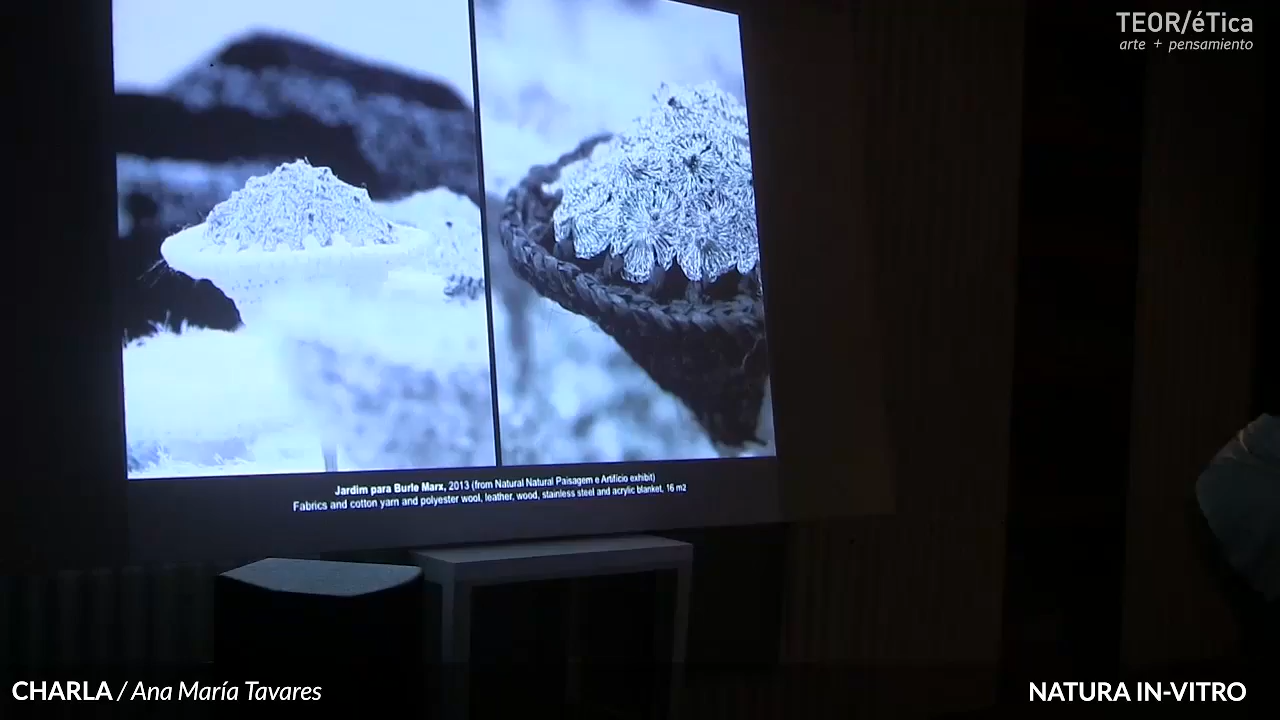 TEOR/éTica
arte + pensamiento
Jardim para Burle Marx, 2013 (from Natural Natural Paisagem e Artifício exhibit)
Fabrics and cotton yarn and polyester wool, leather, wood, stainless steel and acrylic blanket, 16 m2
CHARLA / Ana María Tavares
NATURA IN-VITRO